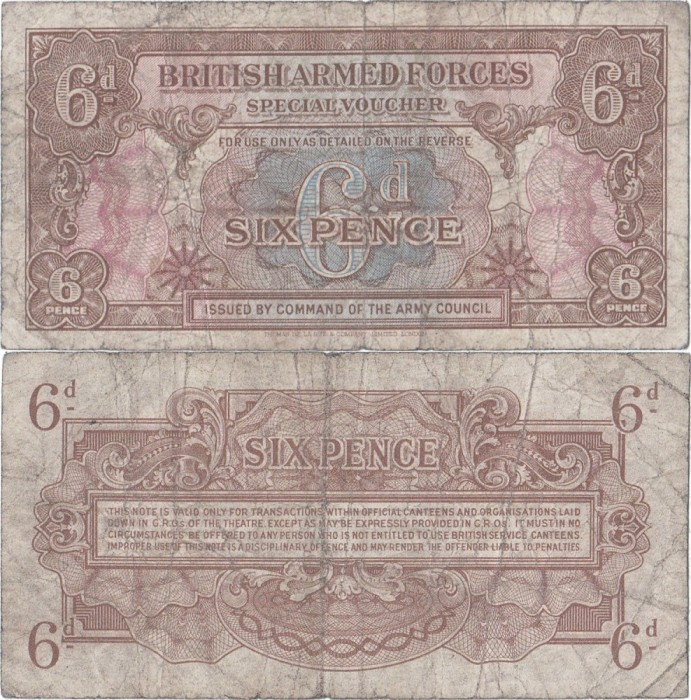 6d 6d
BRITISH ARMED FORCES
SPECIAL VOUCHER
FOR USE ONLY AS DETAILED ON THE REVERSE
6d
SIX PENCE
6 6
PENCE PENCE
ISSUED BY COMMAND OF THE ARMY COUNCIL
6d 6d
SIX PENCE
THIS NOTE IS VALID ONLY FOR TRANSACTIONS WITHIN OFFICIAL CANTEENS AND ORGANISATIONS LAID
DOWN IN G.R.Os OF THE THEATRE, EXCEPT AS MAY BE EXPRESSLY PROVIDED IN G.R.Os. IT MUST IN NO
CIRCUMSTANCES BE OFFERED TO ANY PERSON WHO IS NOT ENTITLED TO USE BRITISH SERVICE CANTEENS.
IMPROPER USE OF THIS NOTE IS A DISCIPLINARY OFFENCE AND MAY RENDER THE OFFENDER LIABLE TO PENALTIES.
6d 6d